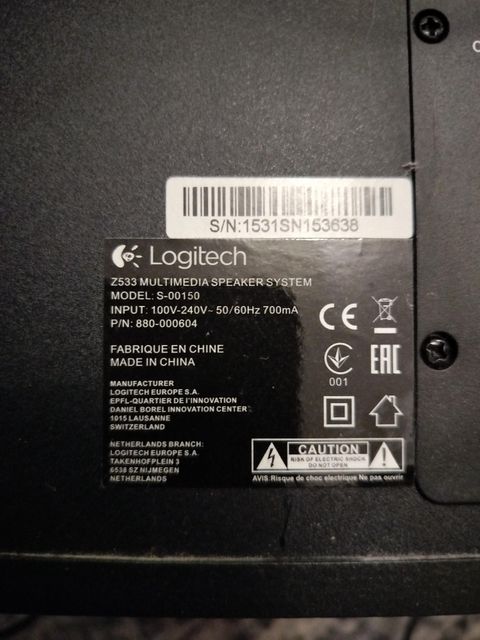 S/N:1531SN153638
Logitech
Z533 MULTIMEDIA SPEAKER SYSTEM
MODEL: S-00150
INPUT: 100V-240V~ 50/60Hz 700mA
P/N: 880-000604
CE
FABRIQUE EN CHINE
MADE IN CHINA
EAC
001
MANUFACTURER
LOGITECH EUROPE S.A.
EPFL-QUARTIER DE l'INNOVATION
DANIEL BOREL INNOVATION CENTER
1015 LAUSANNE
SWITZERLAND
NETHERLANDS BRANCH:
LOGITECH EUROPE S.A.
TAKENHOFPLEIN 3
6538 SZ NIJMEGEN
NETHERLANDS
CAUTION
RISK OF ELECTRIC SHOCK
DO NOT OPEN
AVIS:Risque de choc electrique Ne pas ouvrir